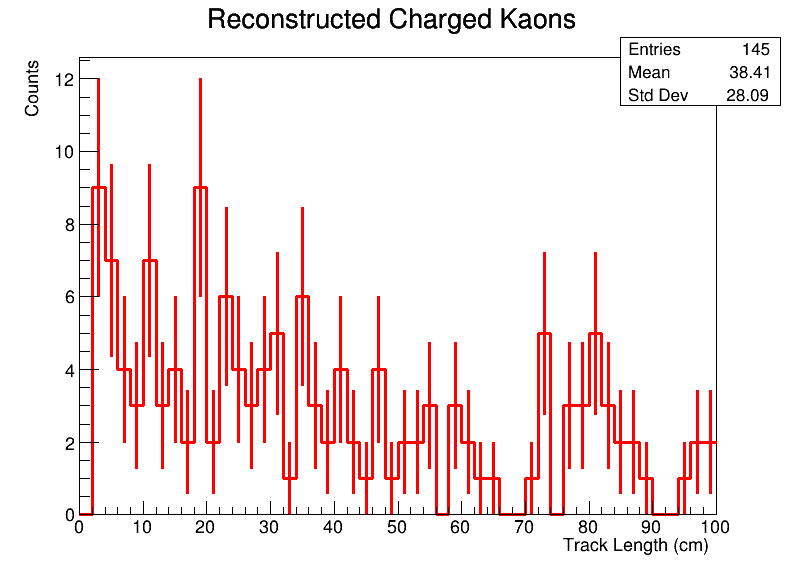 Reconstructed Charged Kaons
Entries 145
Mean 38.41
Std Dev 28.09
Counts
12
10
8
6
4
2
0
0 10 20 30 40 50 60 70 80 90 100
Track Length (cm)